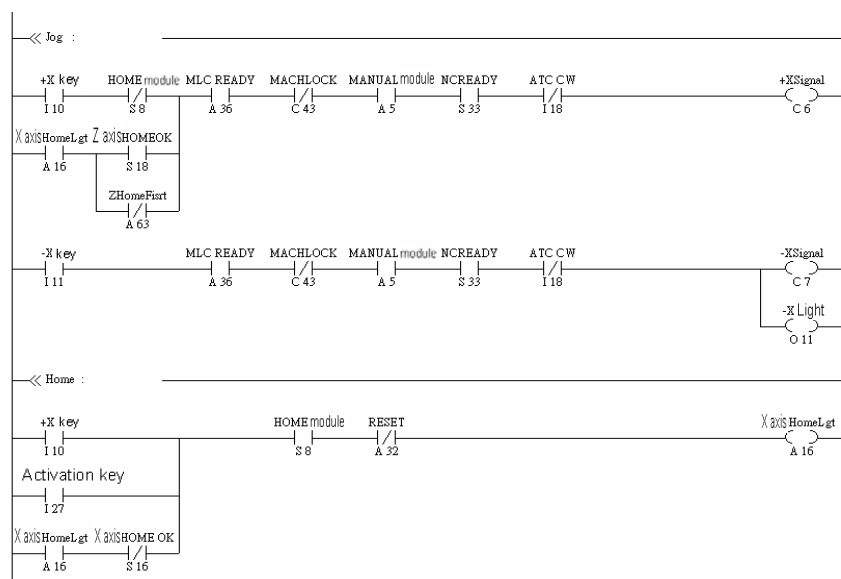 Jog :
+X key HOME module MLC READY MACHLOCK MANUAL module NCREADY ATC CW +XSignal
I 10 S 8 A 36 C 43 A 5 S 33 I 18 C 6
X axis HomeLgt Z axis HOMEOK
A 16 S 18
ZHomeFisrt
A 63
-X key MLC READY MACHLOCK MANUAL module NCREADY ATC CW -XSignal
I 11 A 36 C 43 A 5 S 33 I 18 C 7
-X Light
O 11
Home :
+X key HOME module RESET X axis HomeLgt
I 10 S 8 A 32 A 16
Activation key
I 27
X axis HomeLgt X axis HOME OK
A 16 S 16